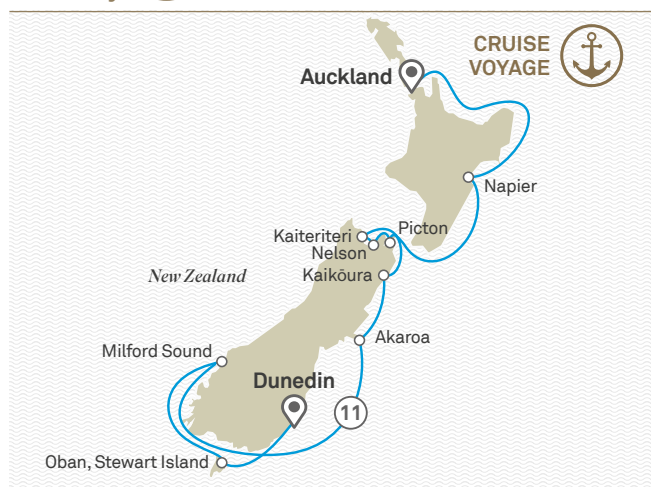 CRUISE
VOYAGE
Auckland
Napier
Picton
Kaiteriteri
Nelson
Kaikōura
New Zealand
Akaroa
Milford Sound
Dunedin
11
Oban, Stewart Island